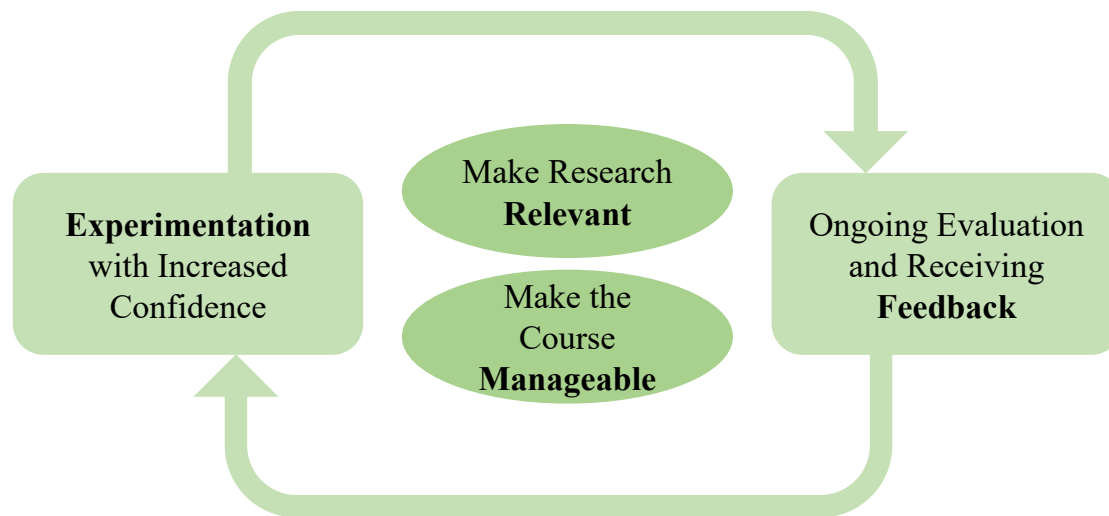 Experimentation
with Increased
Confidence
Make Research
Relevant
Make the
Course
Manageable
Ongoing Evaluation
and Receiving
Feedback